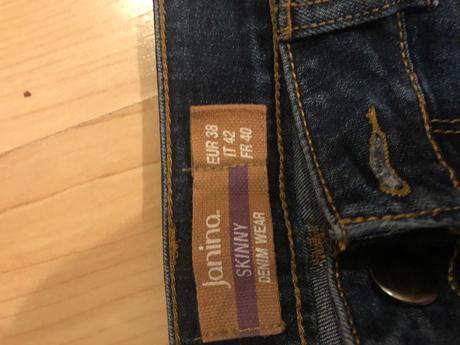 Janina.
SKINNY
DENIM WEAR
EUR 38
IT 42
FR 40